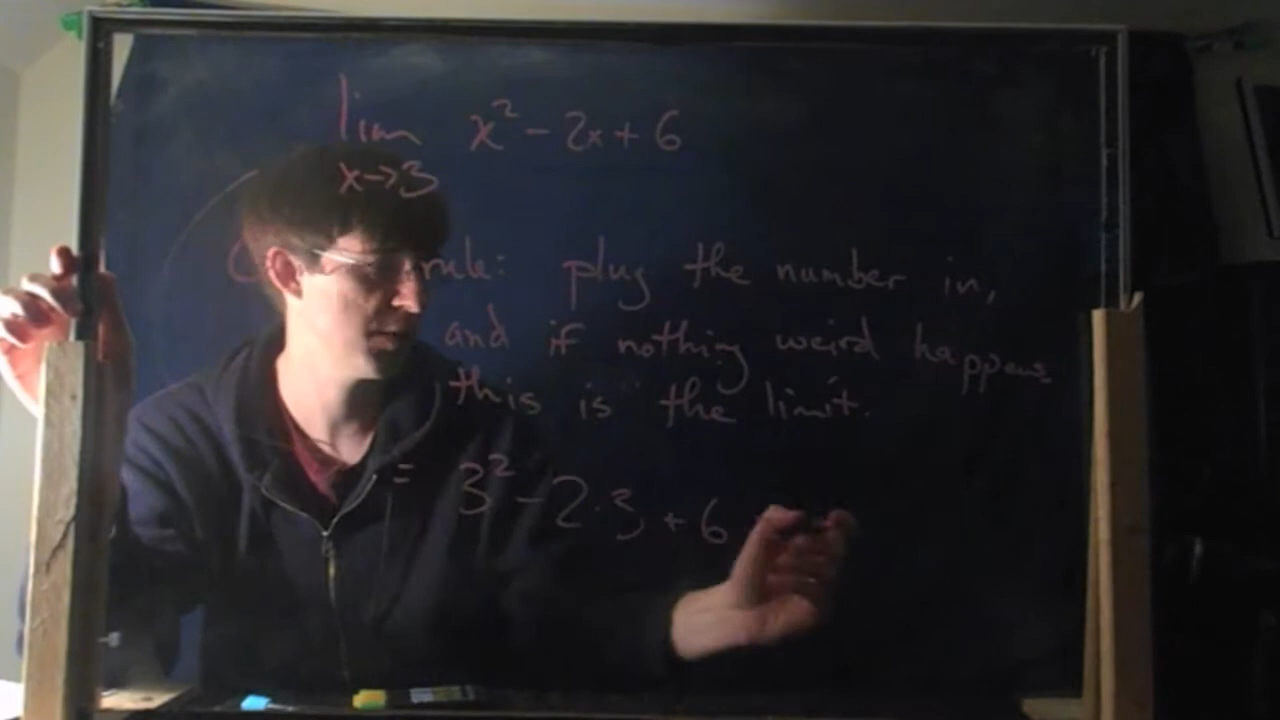 lim x² - 2x + 6
x→3
rule: plug the number in,
and if nothing weird happens
this is the limit.
= 3² - 2·3 + 6